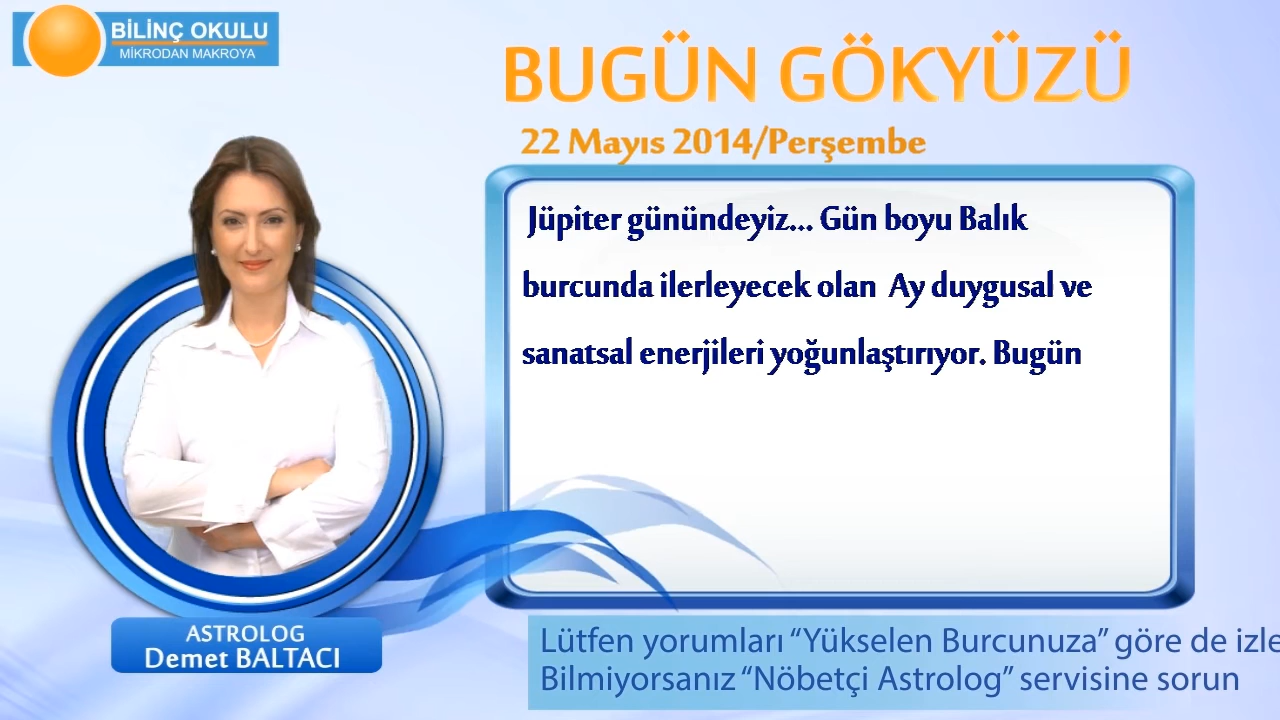 BİLİNÇ OKULU
MİKRODAN MAKROYA
BUGÜN GÖKYÜZÜ
22 Mayıs 2014/Perşembe
Jüpiter günündeyiz... Gün boyu Balık
burcunda ilerleyecek olan Ay duygusal ve
sanatsal enerjileri yoğunlaştırıyor. Bugün
ASTROLOG
Demet BALTACI
Lütfen yorumları “Yükselen Burcunuza” göre de izle
Bilmiyorsanız “Nöbetçi Astrolog” servisine sorun